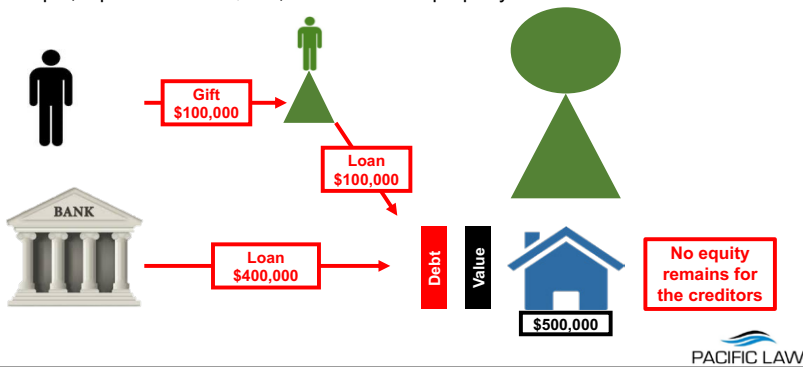 Gift
$100,000
Loan
$100,000
BANK
Loan
$400,000
Debt
Value
$500,000
No equity
remains for
the creditors
PACIFIC LAW